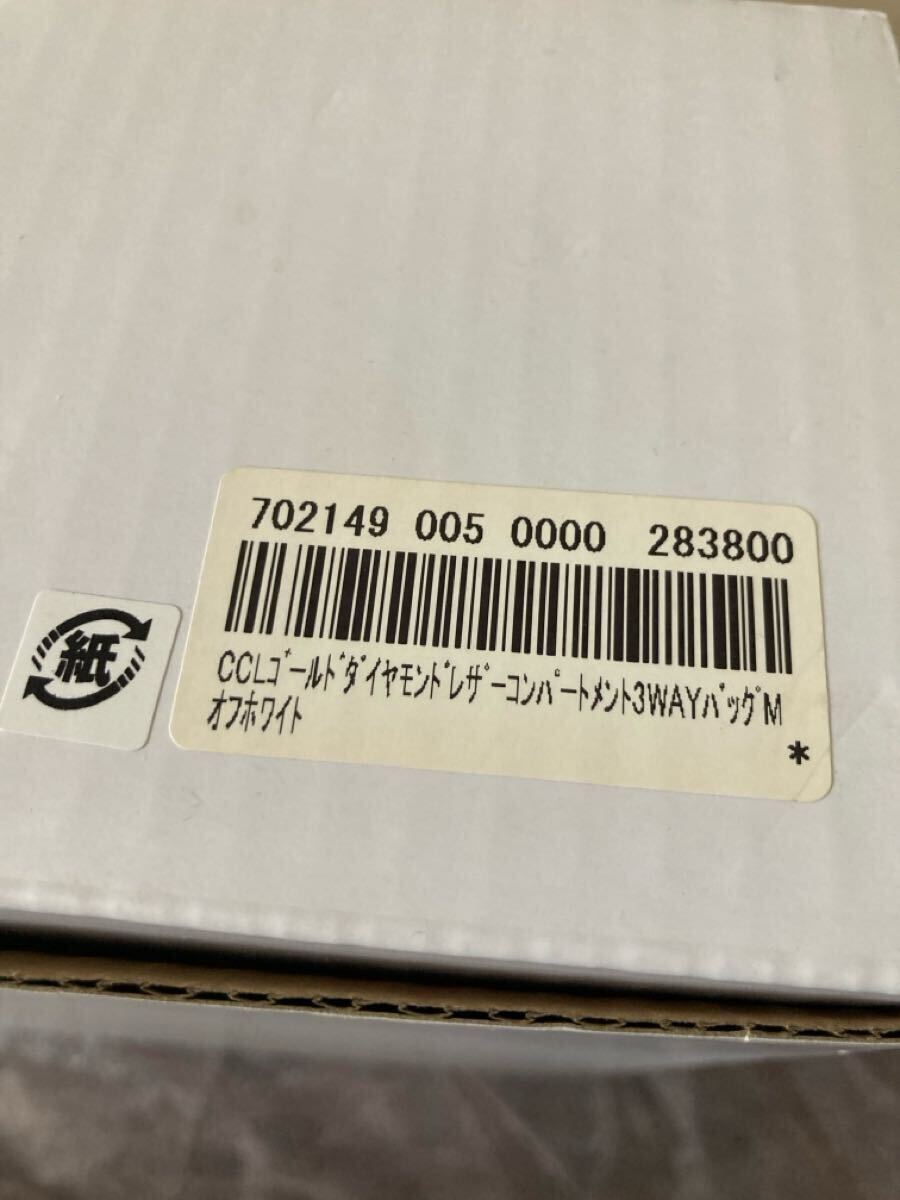 702149 005 0000 283800
CCLｺﾞｰﾙﾄﾞﾀﾞｲﾔﾓﾝﾄﾞﾚｻﾞｰｺﾝﾊﾟｰﾄﾒﾝﾄ3WAYﾊﾞｯｸﾞM
ｵﾌﾎﾜｲﾄ
*
紙